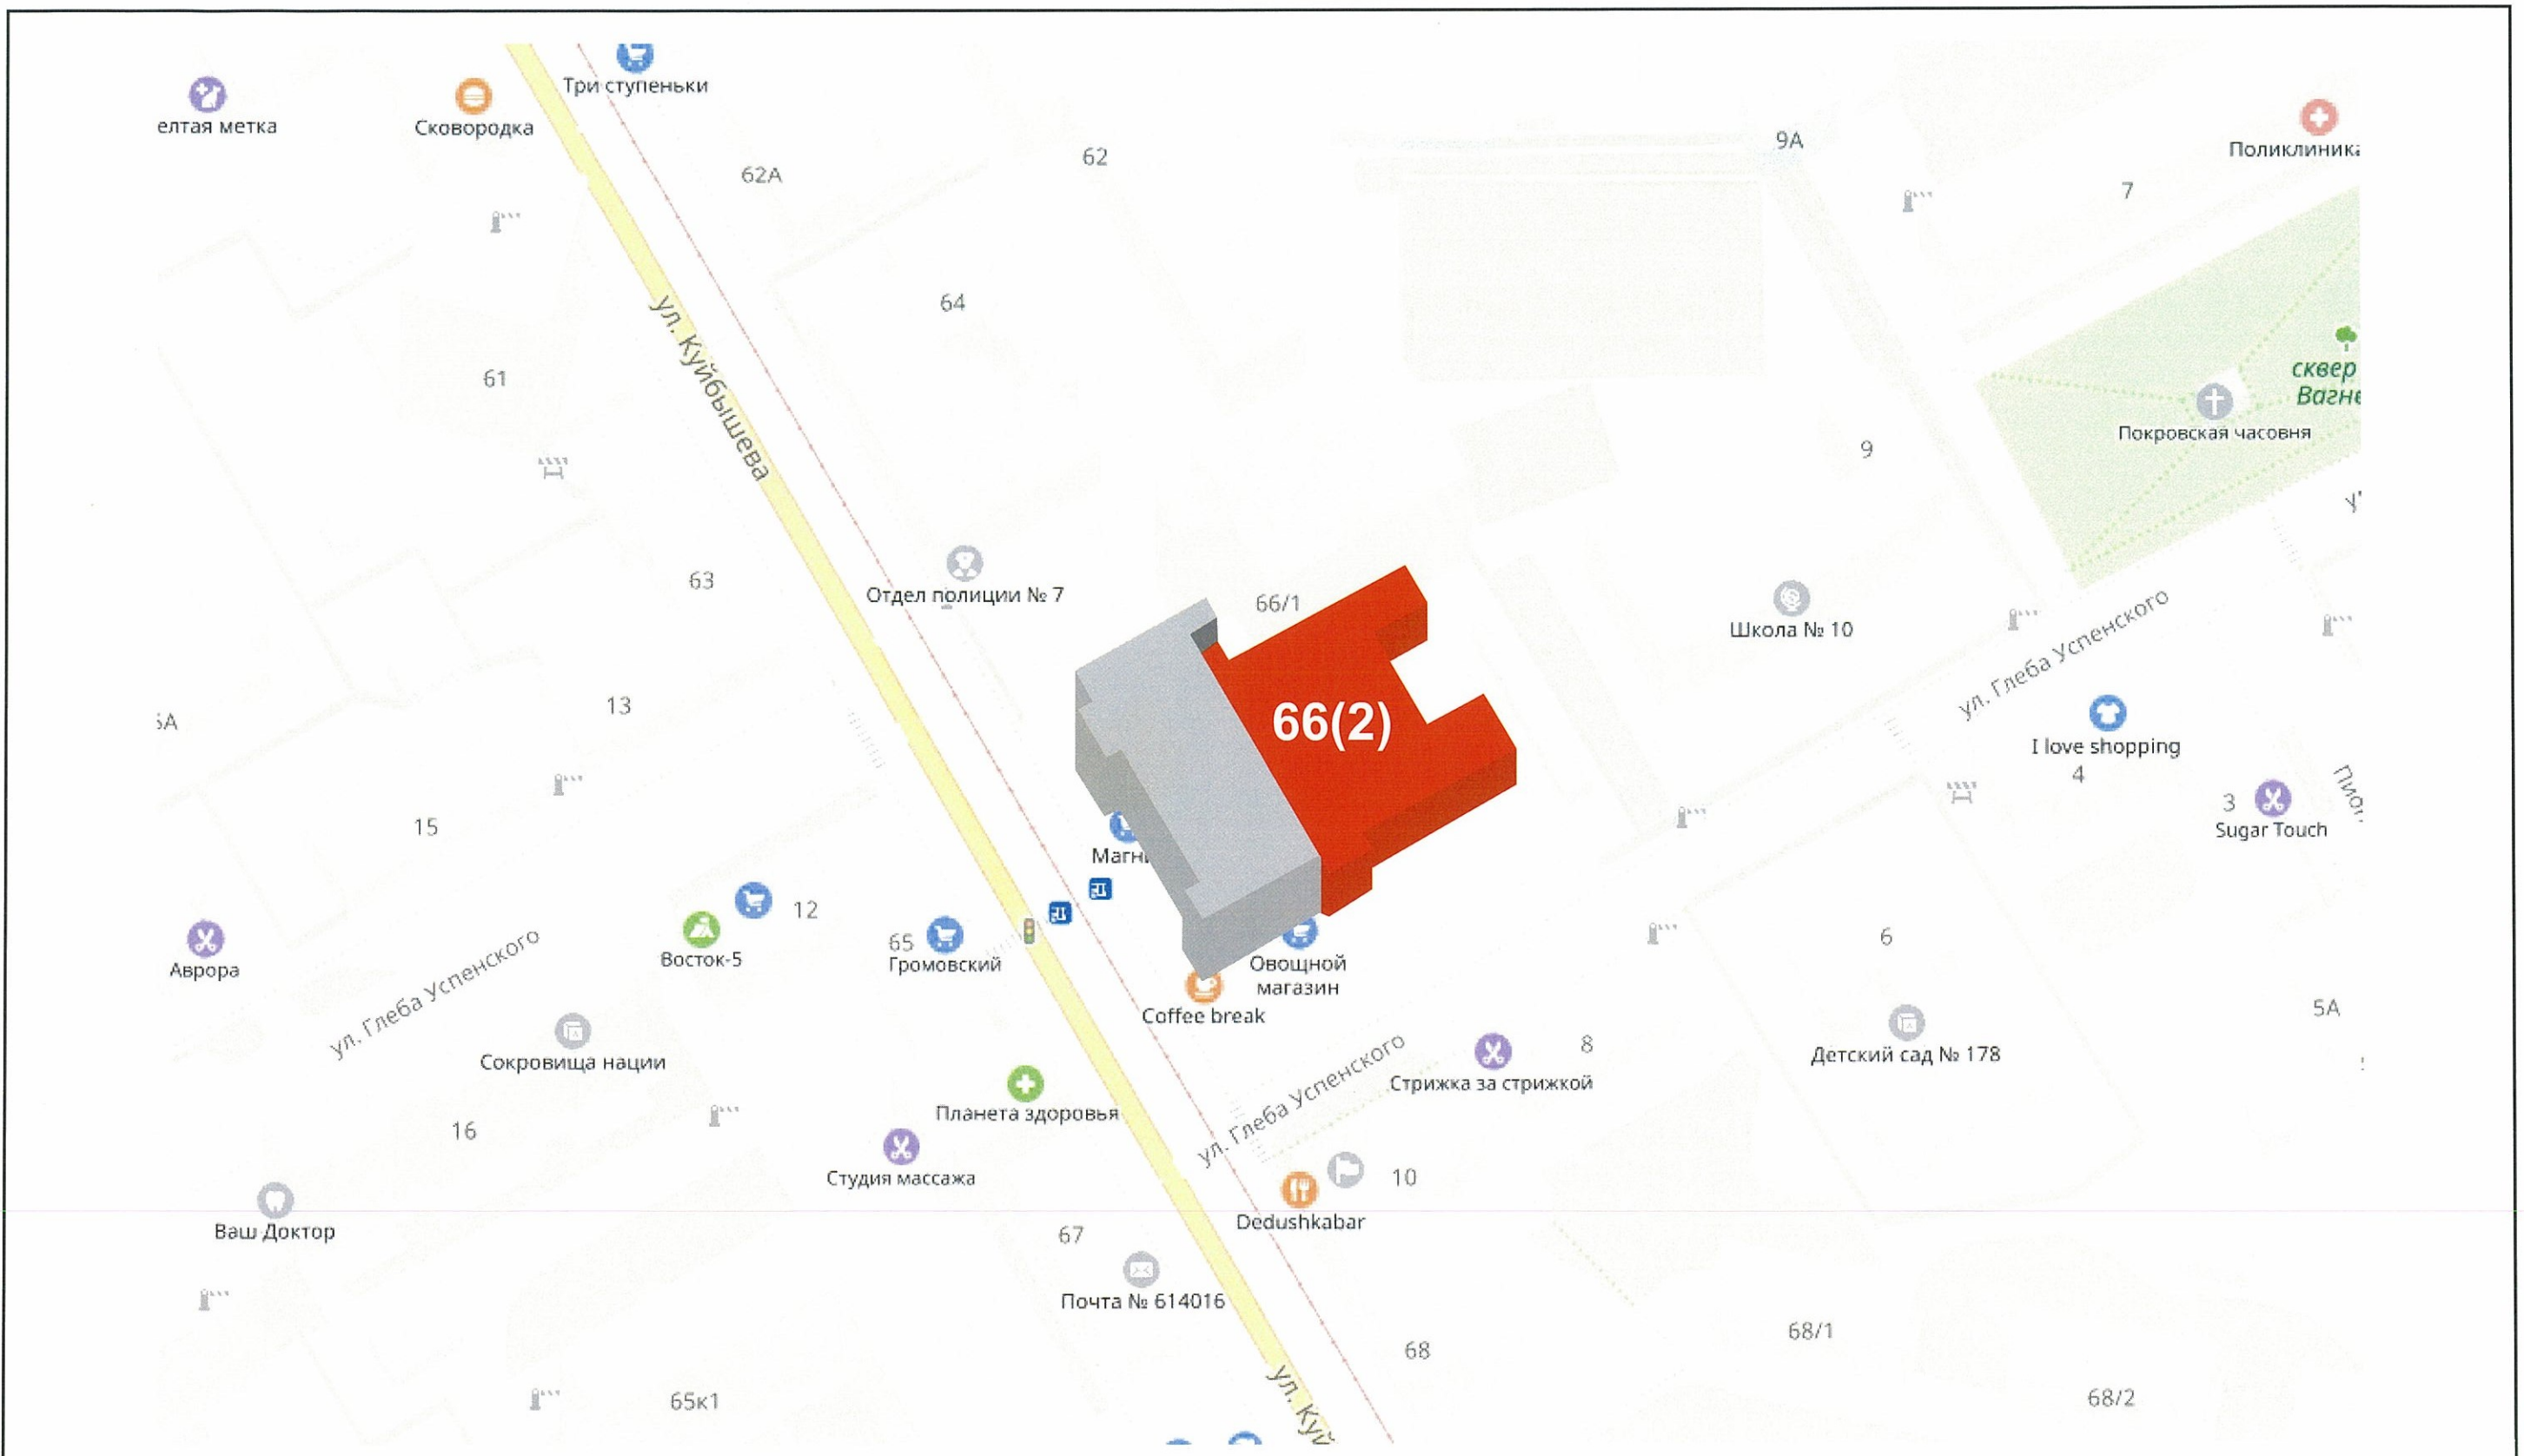 Три ступеньки
елтая метка
Сковородка
62А
62
9А
Поликлиника
7
64
ул. Куйбышева
61
сквер
Вагне
Покровская часовня
9
63
Отдел полиции № 7
66/1
Школа № 10
ул. Глеба Успенского
13
66(2)
I love shopping
4
3
Sugar Touch
15
Магни
12
65
Громовский
Восток-5
Аврора
6
Овощной
магазин
Coffee break
ул. Глеба Успенского
5А
8
Стрижка за стрижкой
Детский сад № 178
Сокровища нации
Планета здоровья
ул. Глеба Успенского
16
Студия массажа
10
Dedushkabar
Ваш Доктор
67
Почта № 614016
68
68/1
65к1
68/2
ул. Куй